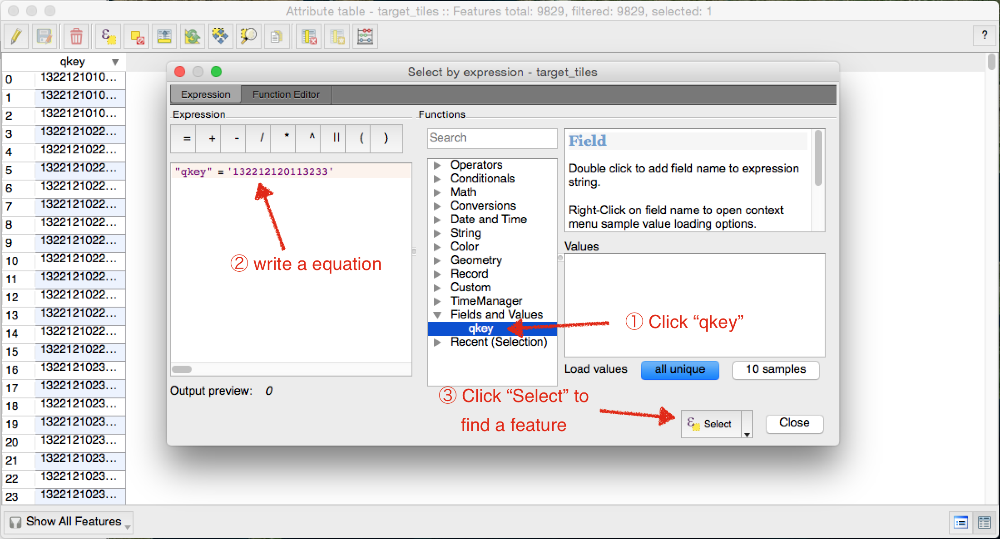 Attribute table - target_tiles :: Features total: 9829, filtered: 9829, selected: 1
?
qkey
0 1322121010...
1 1322121010...
2 1322121010...
3 1322121022...
4 1322121022...
5 1322121022...
6 1322121022...
7 1322121022...
8 1322121022...
9 1322121022...
10 1322121022...
11 1322121022...
12 1322121022...
13 1322121022...
14 1322121022...
15 1322121022...
16 1322121023...
17 1322121023...
18 1322121023...
19 1322121023...
20 1322121023...
21 1322121023...
22 1322121023...
23 1322121023...
Select by expression - target_tiles
Expression Function Editor
Expression
= + - / * ^ || ( )
"qkey" = '132212120113233'
② write a equation
Output preview: 0
Functions
Search
Operators
Conditionals
Math
Conversions
Date and Time
String
Color
Geometry
Record
Custom
TimeManager
Fields and Values
qkey
Recent (Selection)
Field
Double click to add field name to expression
string.
Right-Click on field name to open context
menu sample value loading options.
Values
① Click “qkey”
Load values all unique 10 samples
③ Click “Select” to
find a feature
Select Close
Show All Features